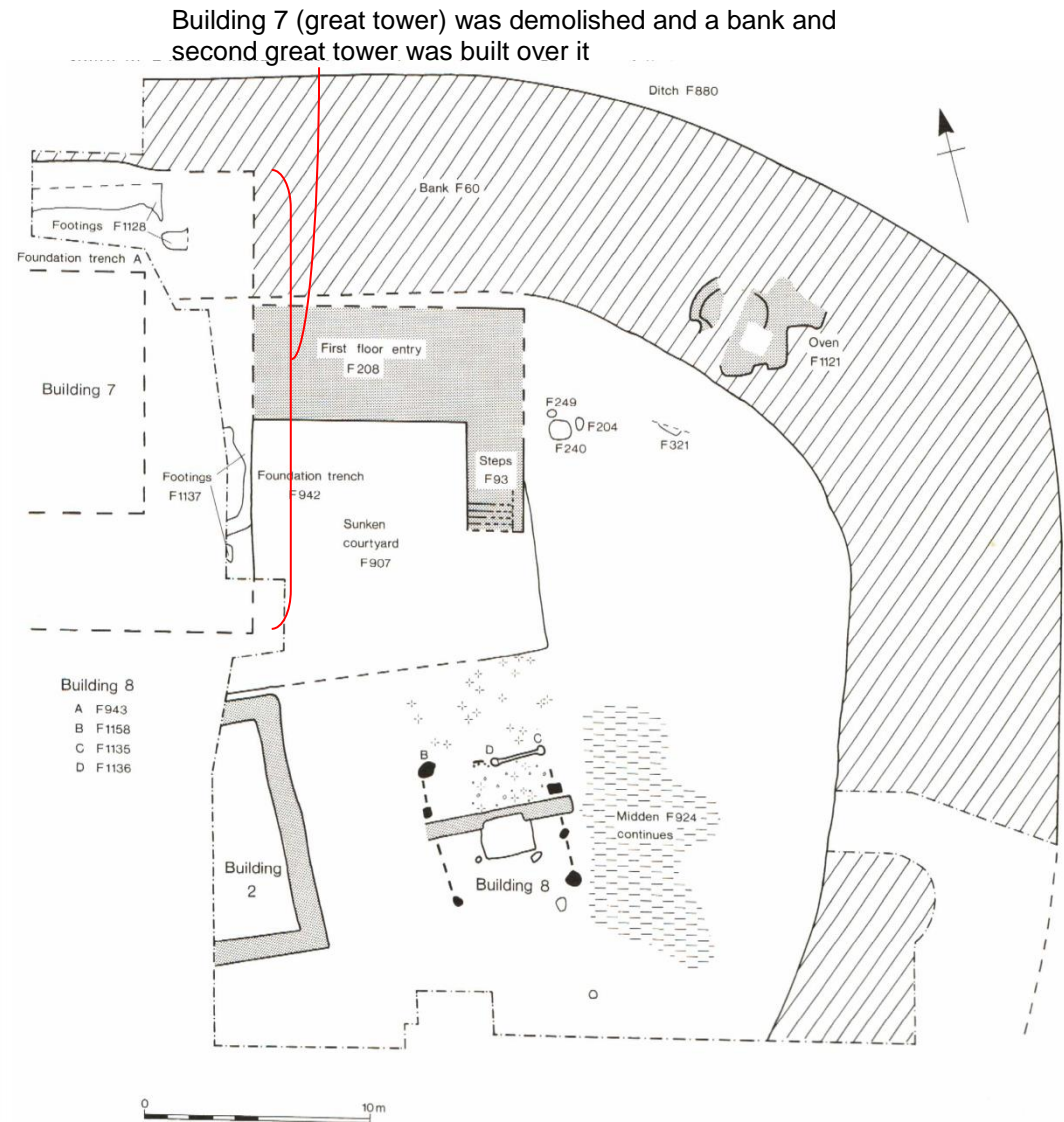 Building 7 (great tower) was demolished and a bank and
second great tower was built over it
Ditch F880
Bank F60
Footings F1128
Foundation trench A
First floor entry
F208
Oven
F1121
Building 7
F249
F204
F240
F321
Steps
F93
Footings
F1137
Foundation trench
F942
Sunken
courtyard
F907
Building 8
A F943
B F1158
C F1135
D F1136
B
D
C
Midden F924
continues
Building
2
Building 8
0
10m